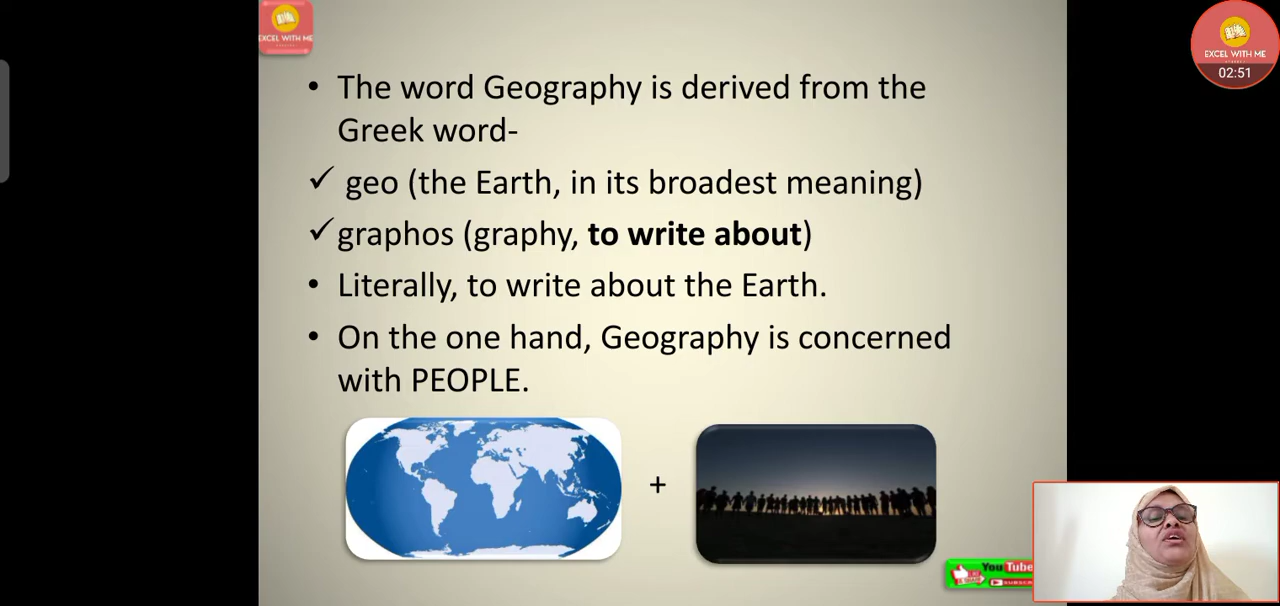 EXCEL WITH ME
EXCEL WITH ME
02:51
• The word Geography is derived from the
Greek word-
✓ geo (the Earth, in its broadest meaning)
✓ graphos (graphy, to write about)
• Literally, to write about the Earth.
• On the one hand, Geography is concerned
with PEOPLE.
+
YouTube